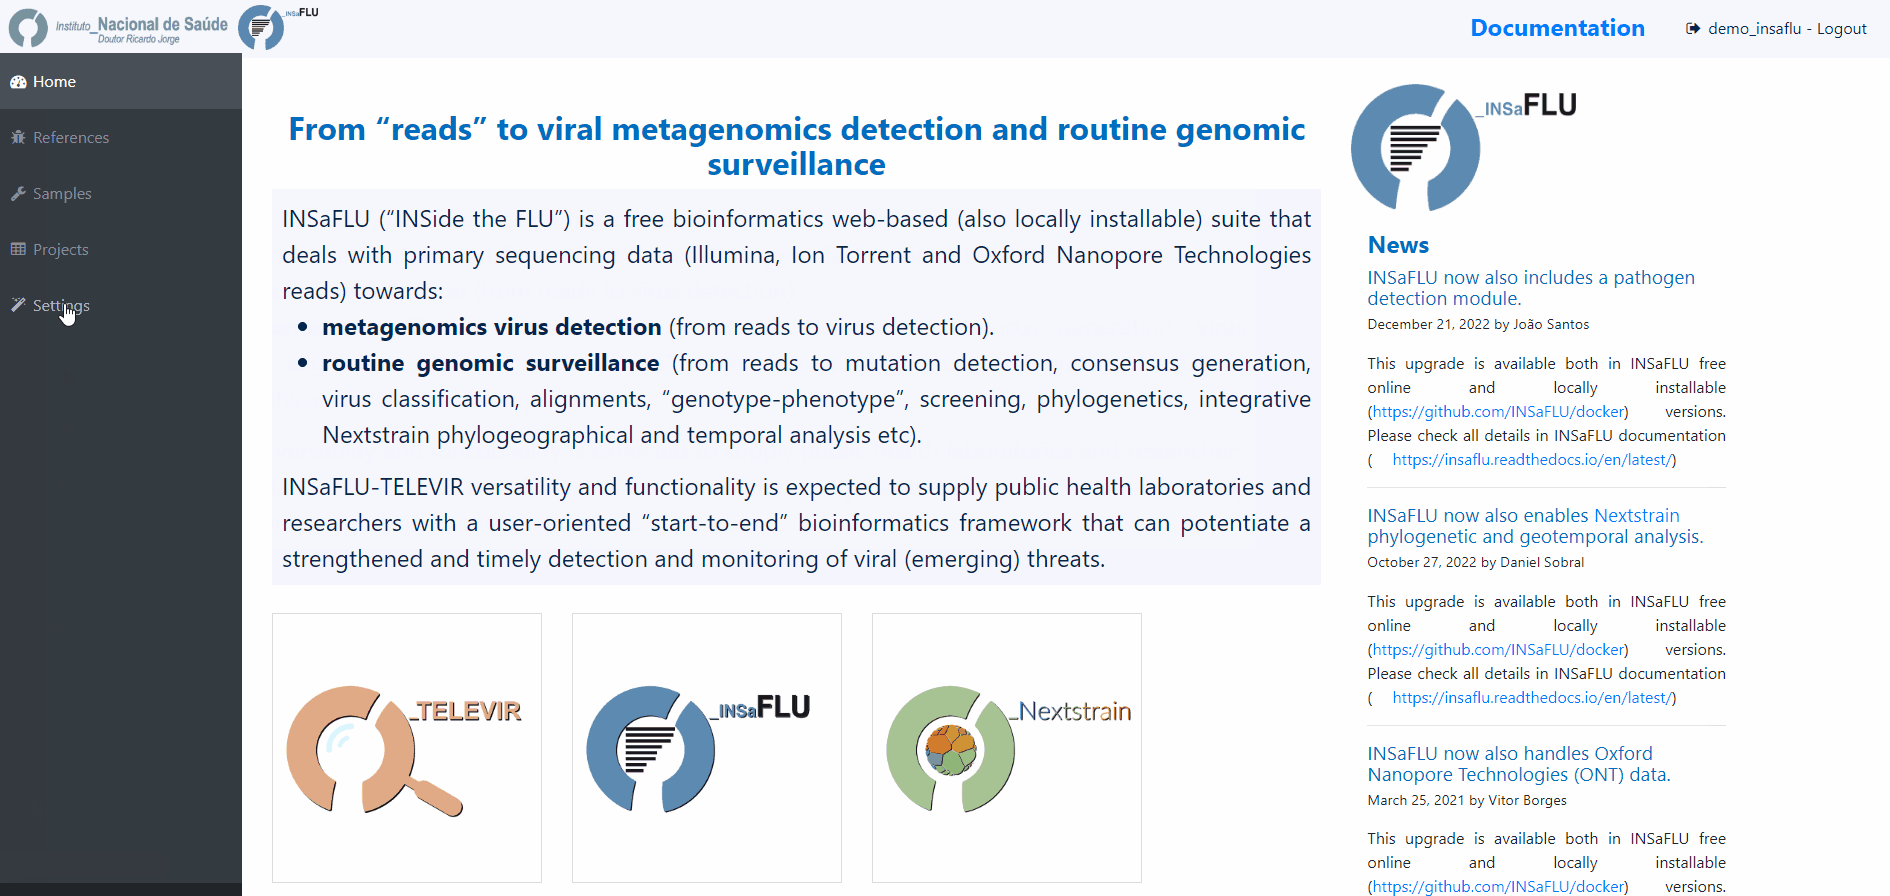 Instituto_Nacional de Saúde
Doutor Ricardo Jorge
_INSaFLU
Documentation
demo_insaflu - Logout
Home
References
Samples
Projects
Settings
From “reads” to viral metagenomics detection and routine genomic
surveillance
INSaFLU (“INSide the FLU”) is a free bioinformatics web-based (also locally installable) suite that
deals with primary sequencing data (Illumina, Ion Torrent and Oxford Nanopore Technologies
reads) towards:
metagenomics virus detection (from reads to virus detection).
routine genomic surveillance (from reads to mutation detection, consensus generation,
virus classification, alignments, “genotype-phenotype”, screening, phylogenetics, integrative
Nextstrain phylogeographical and temporal analysis etc).
INSaFLU-TELEVIR versatility and functionality is expected to supply public health laboratories and
researchers with a user-oriented “start-to-end” bioinformatics framework that can potentiate a
strengthened and timely detection and monitoring of viral (emerging) threats.
_TELEVIR
_INSaFLU
_Nextstrain
_INSaFLU
News
INSaFLU now also includes a pathogen
detection module.
December 21, 2022 by João Santos
This upgrade is available both in INSaFLU free
online and locally installable
(https://github.com/INSaFLU/docker) versions.
Please check all details in INSaFLU documentation
( https://insaflu.readthedocs.io/en/latest/)
INSaFLU now also enables Nextstrain
phylogenetic and geotemporal analysis.
October 27, 2022 by Daniel Sobral
This upgrade is available both in INSaFLU free
online and locally installable
(https://github.com/INSaFLU/docker) versions.
Please check all details in INSaFLU documentation
( https://insaflu.readthedocs.io/en/latest/)
INSaFLU now also handles Oxford
Nanopore Technologies (ONT) data.
March 25, 2021 by Vitor Borges
This upgrade is available both in INSaFLU free
online and locally installable
(https://github.com/INSaFLU/docker) versions.